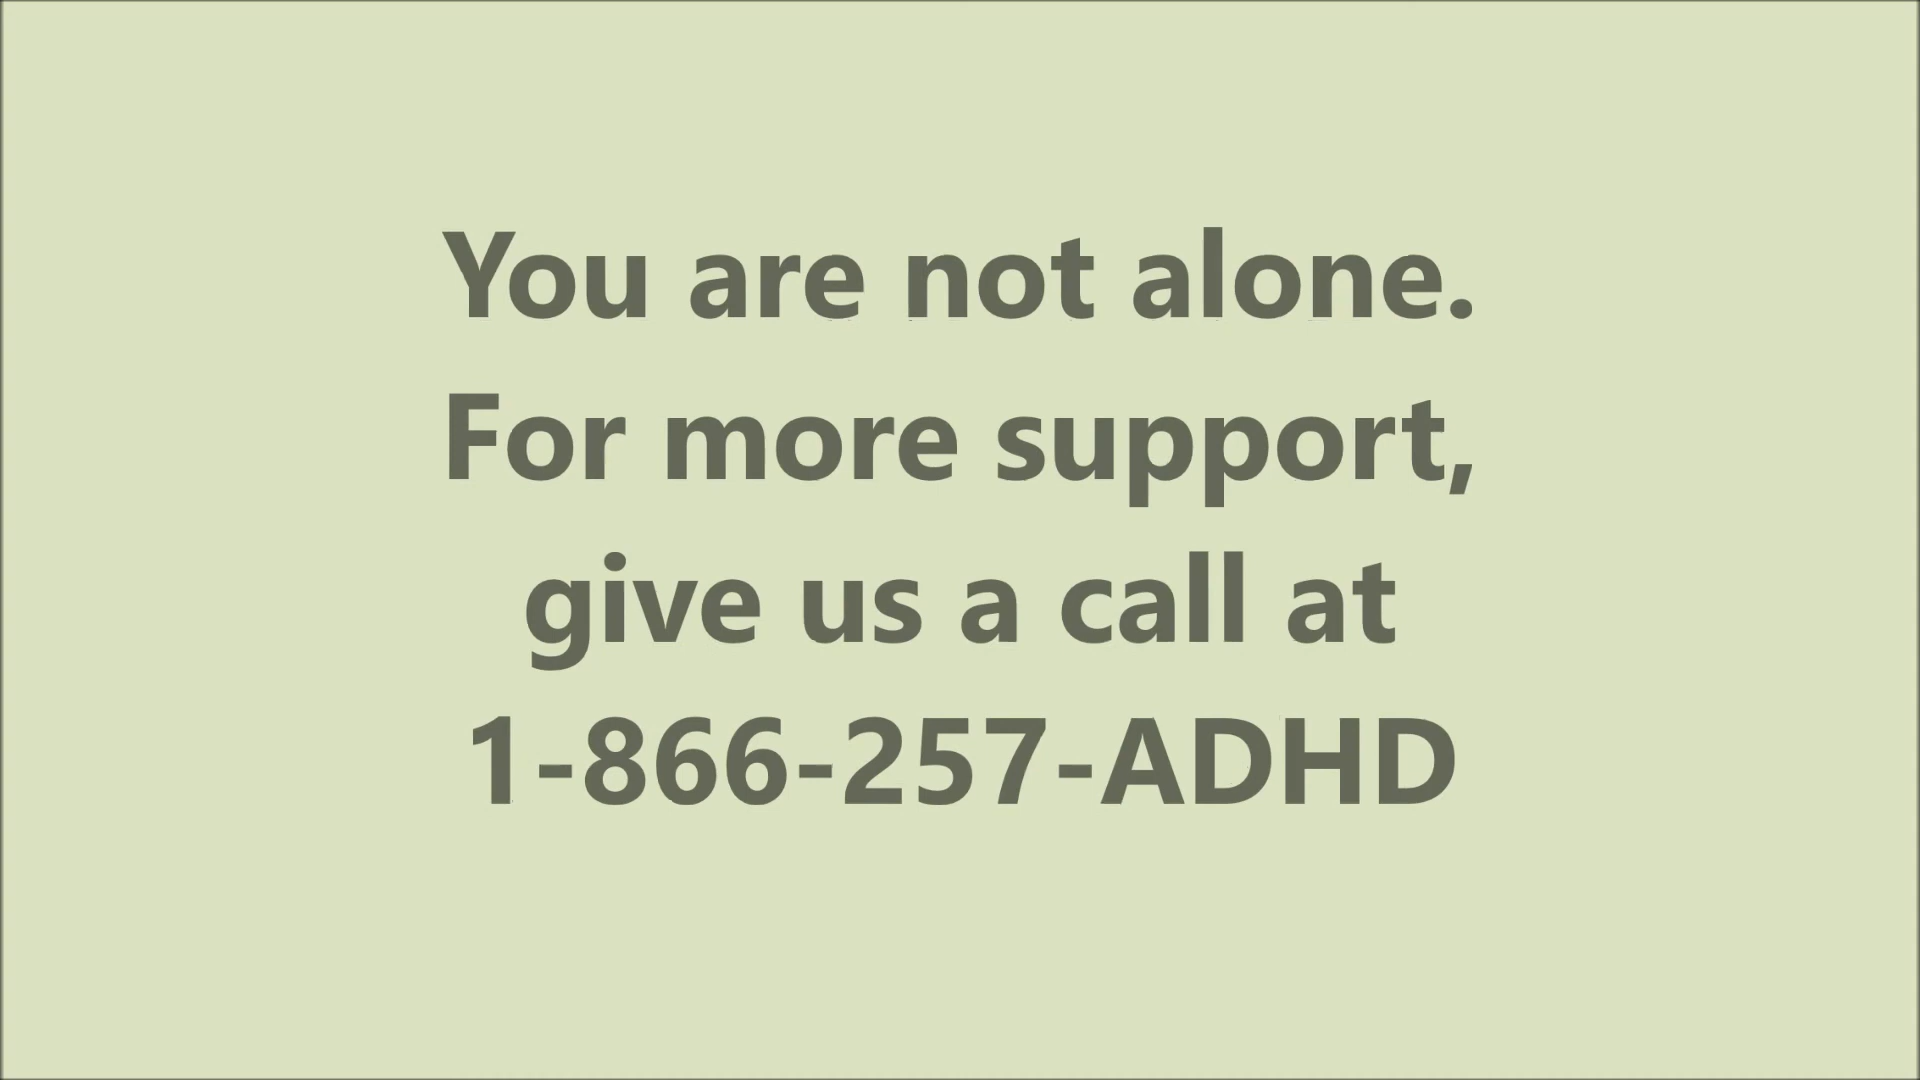 You are not alone.
For more support,
give us a call at
1-866-257-ADHD